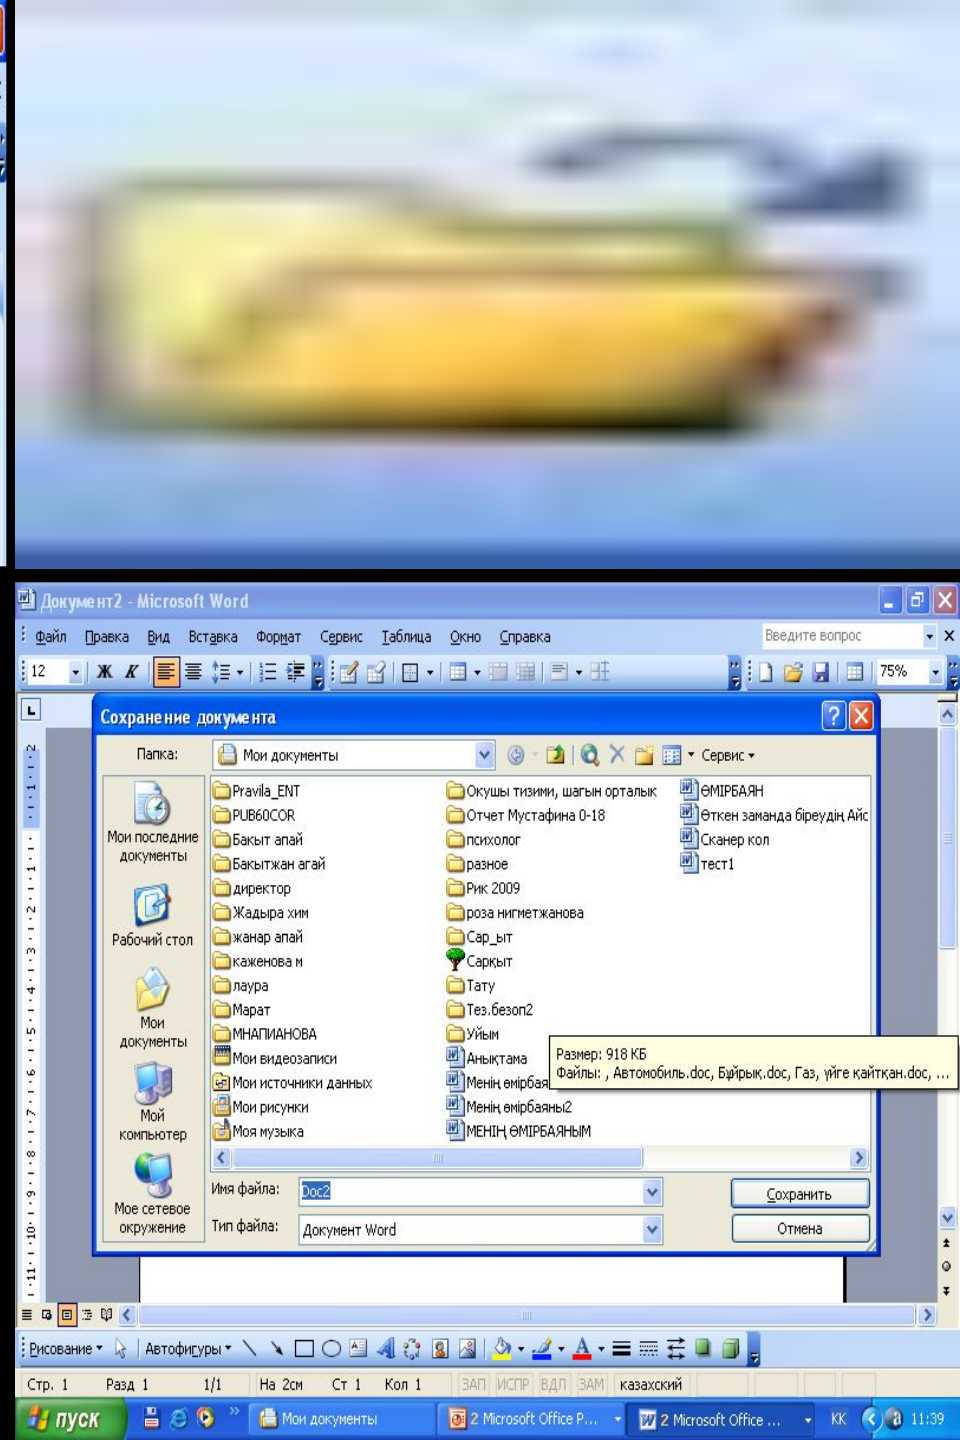 Документ2 - Microsoft Word
Файл Правка Вид Вставка Формат Сервис Таблица Окно Справка Введите вопрос
12 Ж К 75%
Сохранение документа
Папка: Мои документы Сервис
Мои последние документы
Рабочий стол
Мои документы
Мой компьютер
Мое сетевое окружение
Pravila_ENT
PUB60COR
Бакыт апай
Бакытжан агай
директор
Жадыра хим
жанар апай
каженова м
лаура
Марат
МНАПИАНОВА
Мои видеозаписи
Мои источники данных
Мои рисунки
Моя музыка
Окушы тизими, шагын орталык
Отчет Мустафина 0-18
психолог
разное
Рик 2009
роза нигметжанова
Сар_ыт
Сарқыт
Тату
Тез.безоп2
Уйым
Анықтама
Менің өмірбая
Менің өмірбаяны2
МЕНІҢ ӨМІРБАЯНЫМ
ӨМІРБАЯН
Өткен заманда біреудің Айс
Сканер кол
тест1
Размер: 918 КБ
Файлы: , Автомобиль.doc, Бұйрық.doc, Газ, үйге қайтқан.doc, ...
Имя файла: Doc2 Сохранить
Тип файла: Документ Word Отмена
Рисование Автофигуры
Стр. 1 Разд 1 1/1 На 2см Ст 1 Кол 1 ЗАП ИСПР ВДЛ ЗАМ казахский
пуск Мои документы 2 Microsoft Office P... 2 Microsoft Office ... KK 11:39